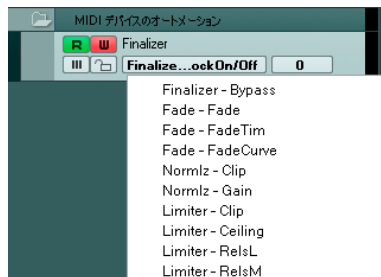 MIDI デバイスのオートメーション
R W Finalizer
Finalize...ockOn/Off 0
Finalizer - Bypass
Fade - Fade
Fade - FadeTim
Fade - FadeCurve
Normlz - Clip
Normlz - Gain
Limiter - Clip
Limiter - Ceiling
Limiter - RelsL
Limiter - RelsM